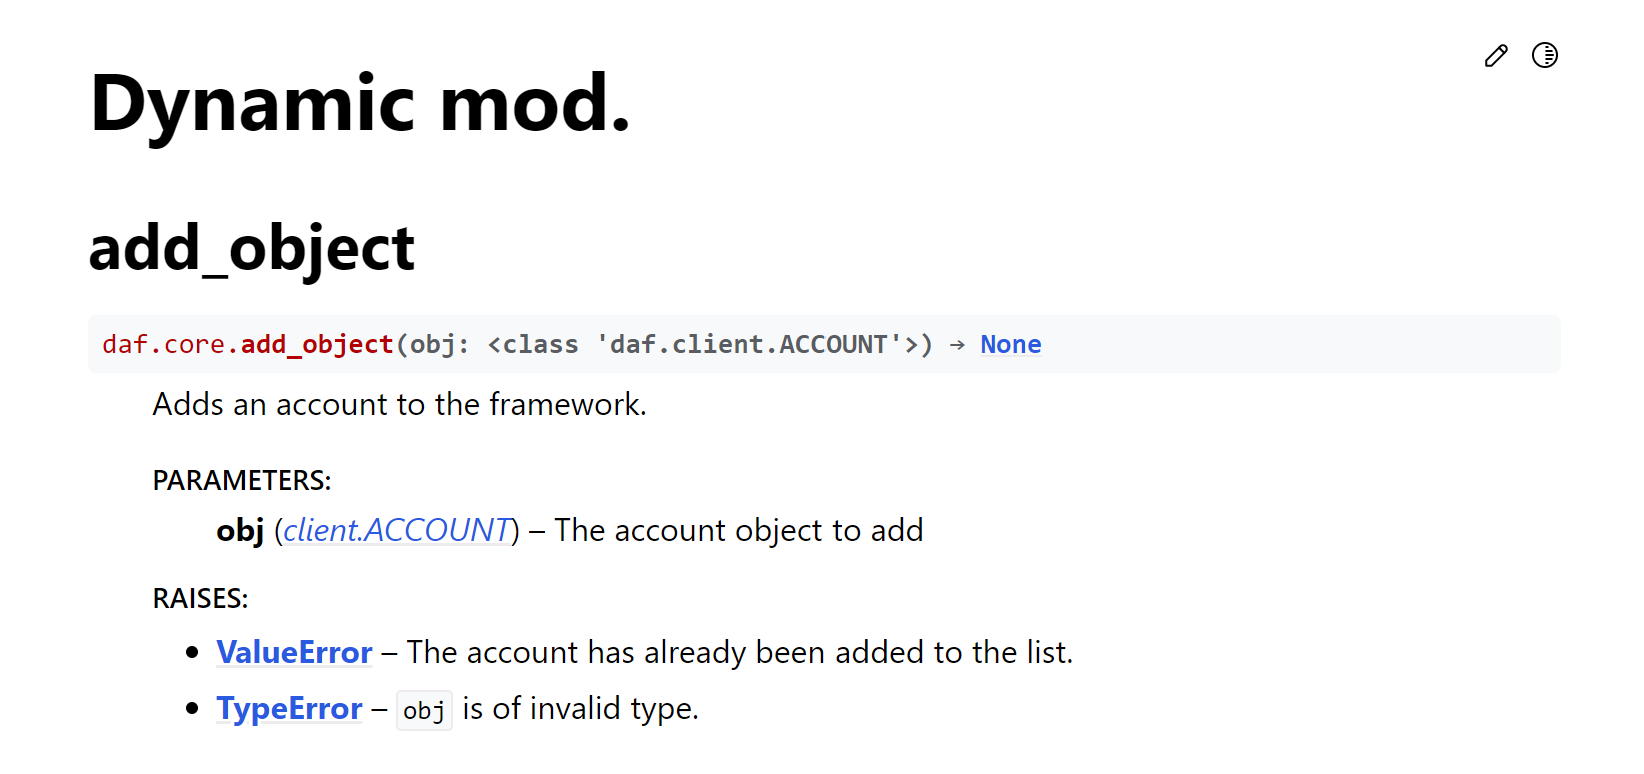 Dynamic mod.
add_object
daf.core.add_object(obj: <class 'daf.client.ACCOUNT'>) → None
Adds an account to the framework.
PARAMETERS:
obj (client.ACCOUNT) – The account object to add
RAISES:
• ValueError – The account has already been added to the list.
• TypeError – obj is of invalid type.